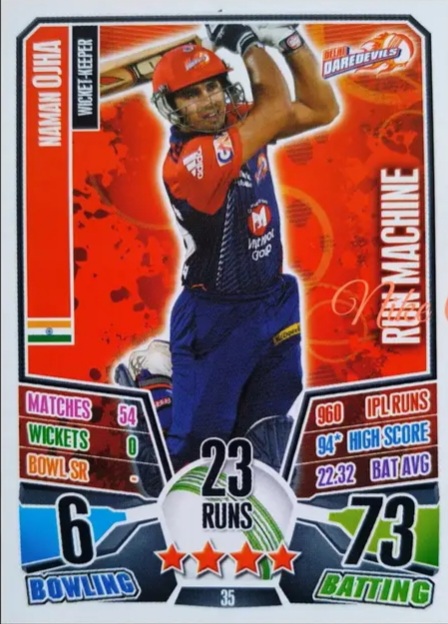 DELHI
DAREDEVILS
NAMAN OJHA
WICKET-KEEPER
RUN MACHINE
MATCHES 54
WICKETS 0
BOWL SR -
960 IPL RUNS
94* HIGH SCORE
22:32 BAT AVG
23
RUNS
6
BOWLING
73
BATTING
35